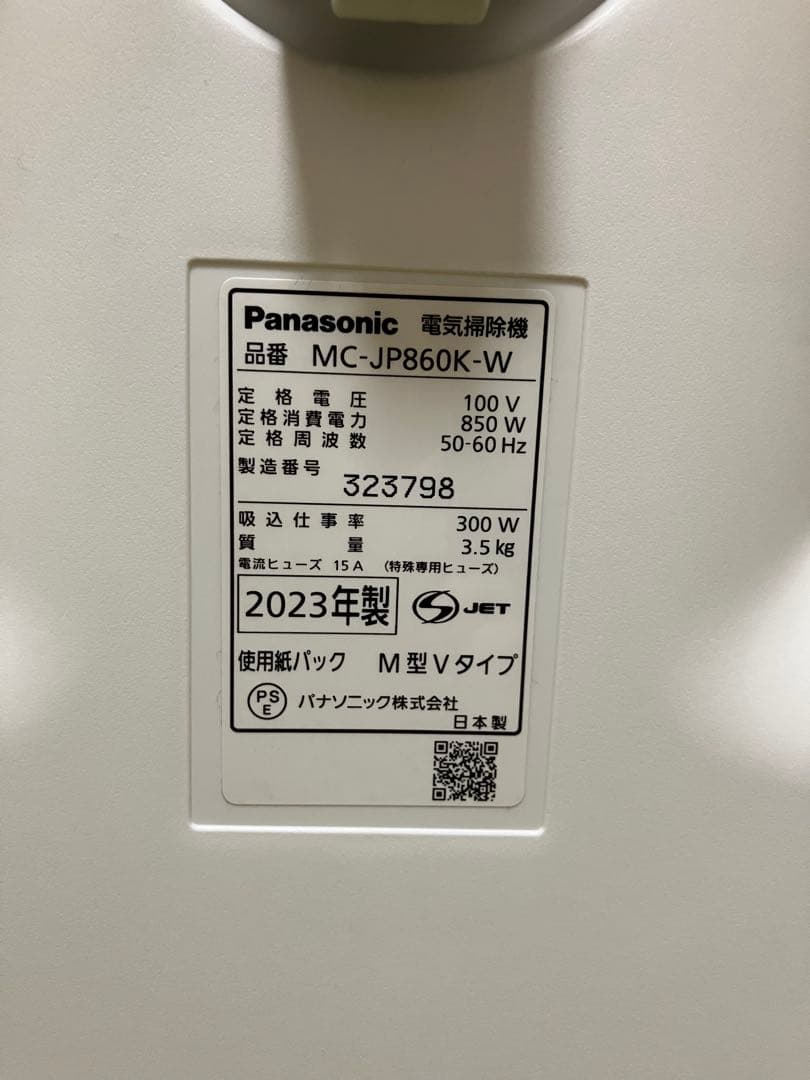 Panasonic 電気掃除機
品番 MC-JP860K-W
定格電圧 100 V
定格消費電力 850 W
定格周波数 50-60 Hz
製造番号 323798
吸込仕事率 300 W
質量 3.5 kg
電流ヒューズ 15 A (特殊専用ヒューズ)
2023年製 JET
使用紙パック M型Vタイプ
PS E パナソニック株式会社
日本製